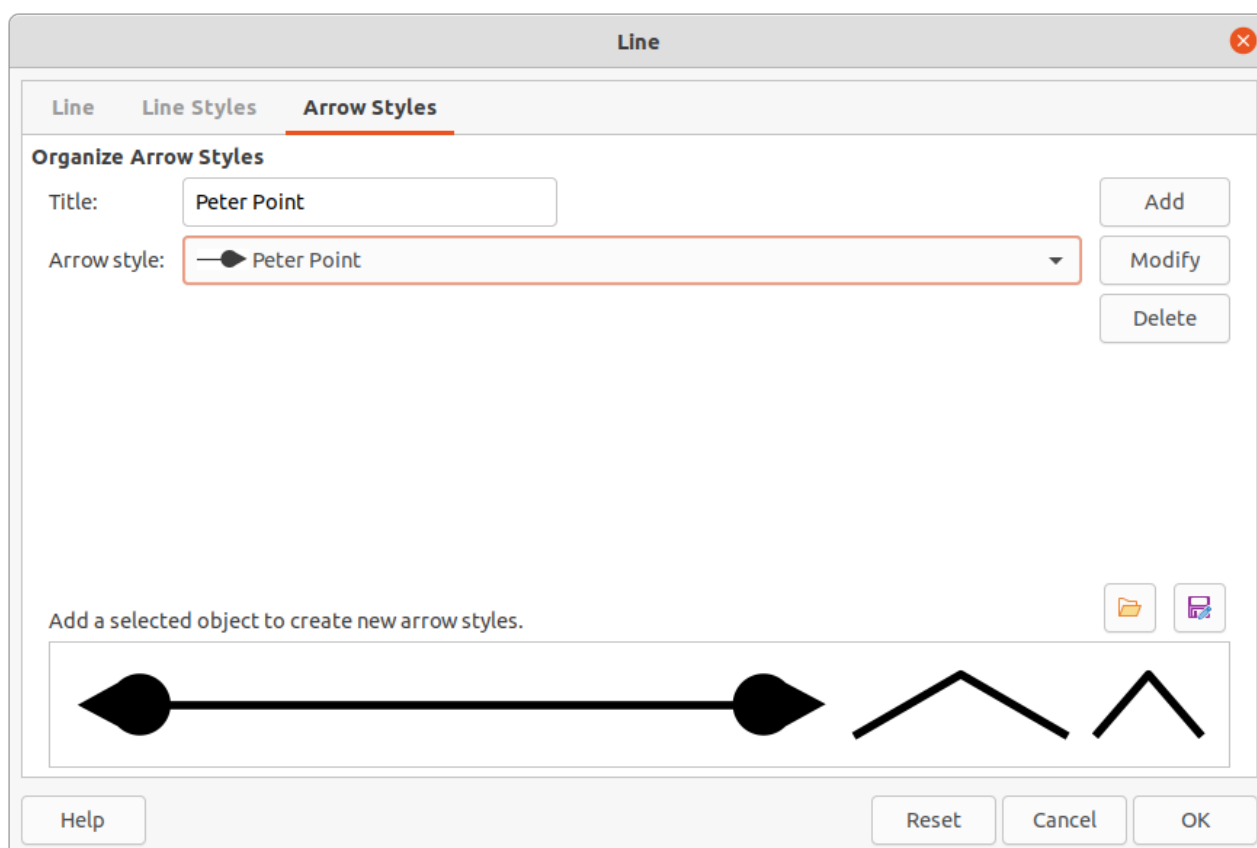 Line
Line Line Styles Arrow Styles
Organize Arrow Styles
Title: Peter Point Add
Arrow style: Peter Point Modify
Delete
Add a selected object to create new arrow styles.
Help Reset Cancel OK